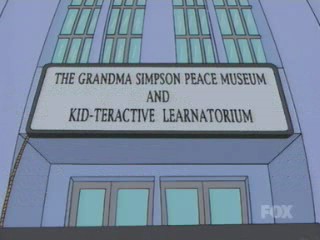 THE GRANDMA SIMPSON PEACE MUSEUM
AND
KID-TERACTIVE LEARNATORIUM
FOX